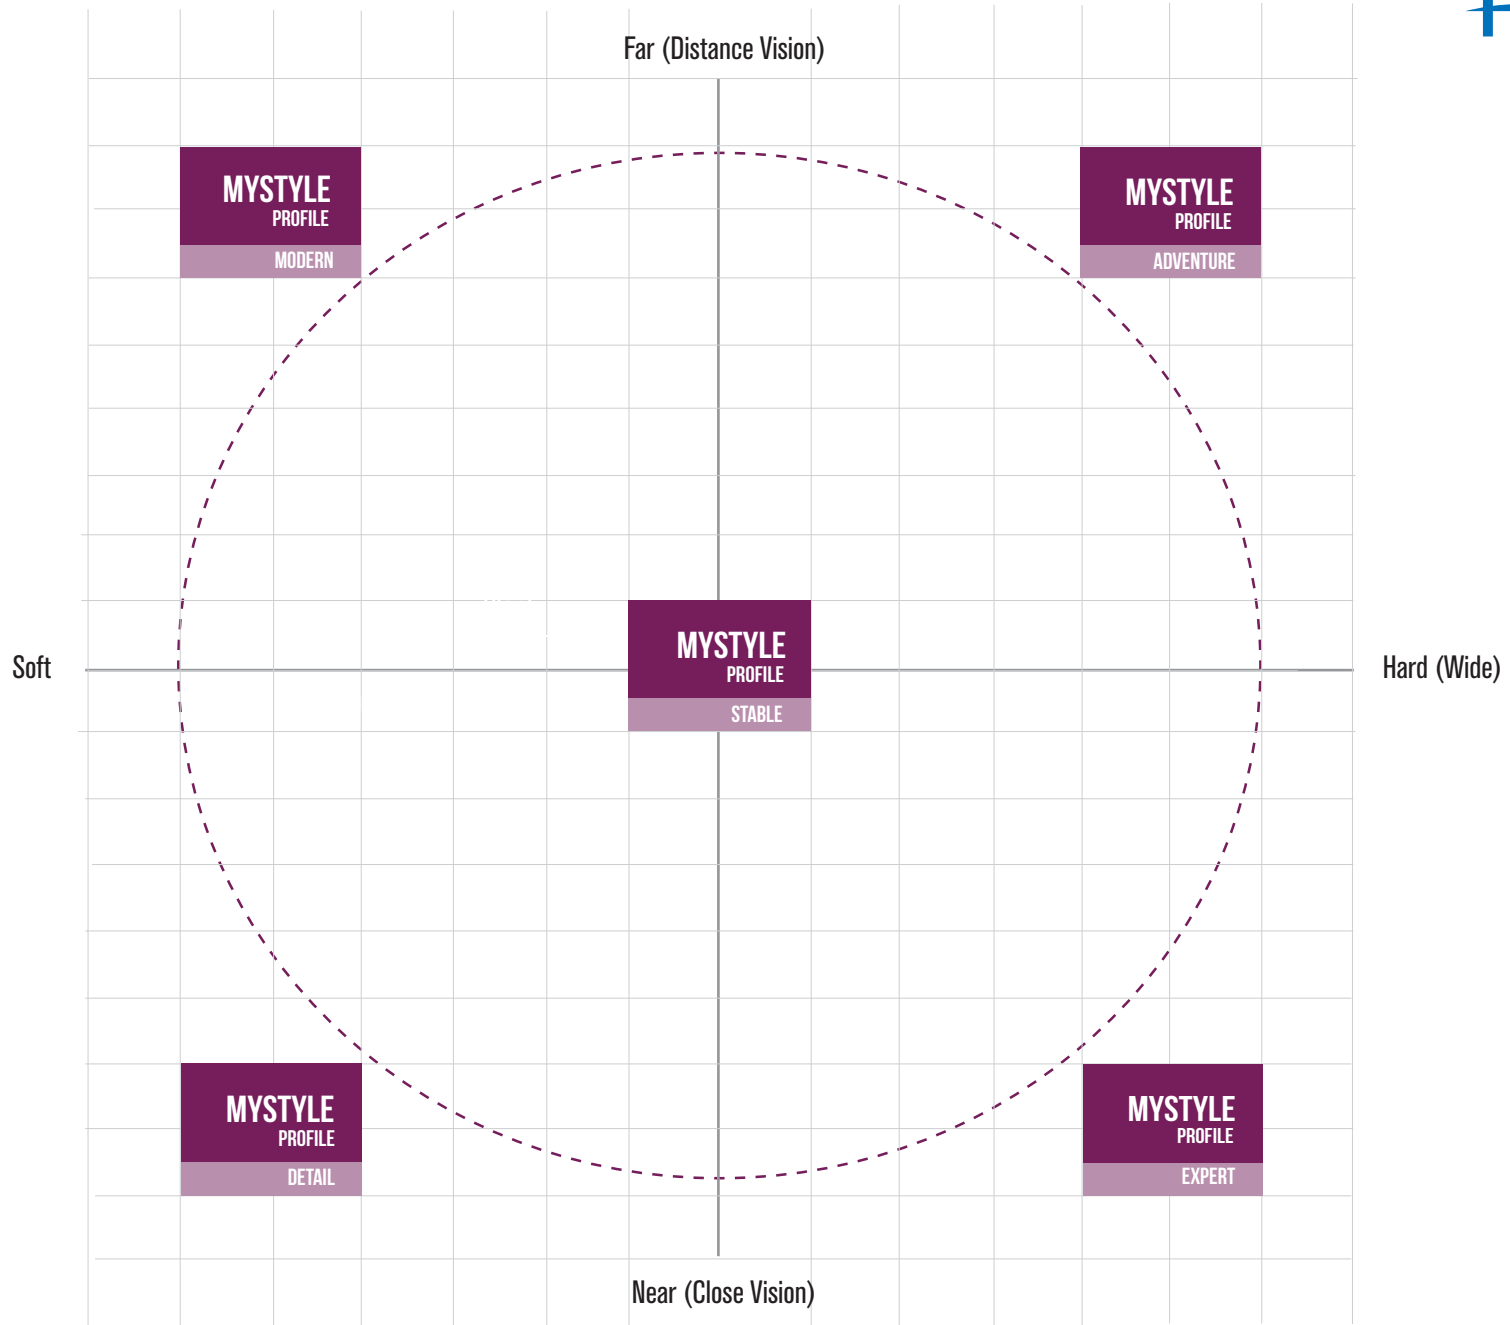 Far (Distance Vision)
MYSTYLE
PROFILE
MODERN
MYSTYLE
PROFILE
ADVENTURE
Soft
MYSTYLE
PROFILE
STABLE
Hard (Wide)
MYSTYLE
PROFILE
DETAIL
MYSTYLE
PROFILE
EXPERT
Near (Close Vision)